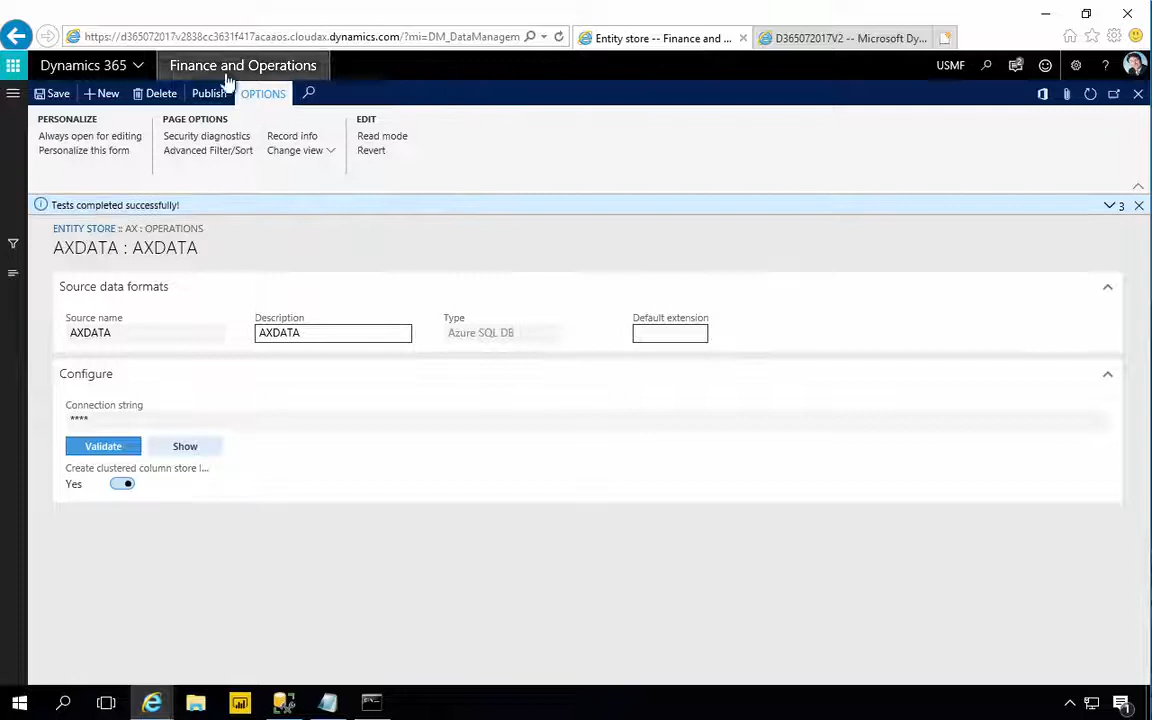 https://d365072017v2838cc3631f417acaaos.cloudax.dynamics.com/?mi=DM_DataManagem
Entity store -- Finance and ...
D365072017V2 -- Microsoft Dy...
Dynamics 365
Finance and Operations
USMF
?
Save
New
Delete
Publish
OPTIONS
PERSONALIZE
Always open for editing
Personalize this form
PAGE OPTIONS
Security diagnostics
Advanced Filter/Sort
Record info
Change view
EDIT
Read mode
Revert
Tests completed successfully!
3
ENTITY STORE :: AX : OPERATIONS
AXDATA : AXDATA
Source data formats
Source name
AXDATA
Description
AXDATA
Type
Azure SQL DB
Default extension
Configure
Connection string
****
Validate
Show
Create clustered column store I...
Yes
1